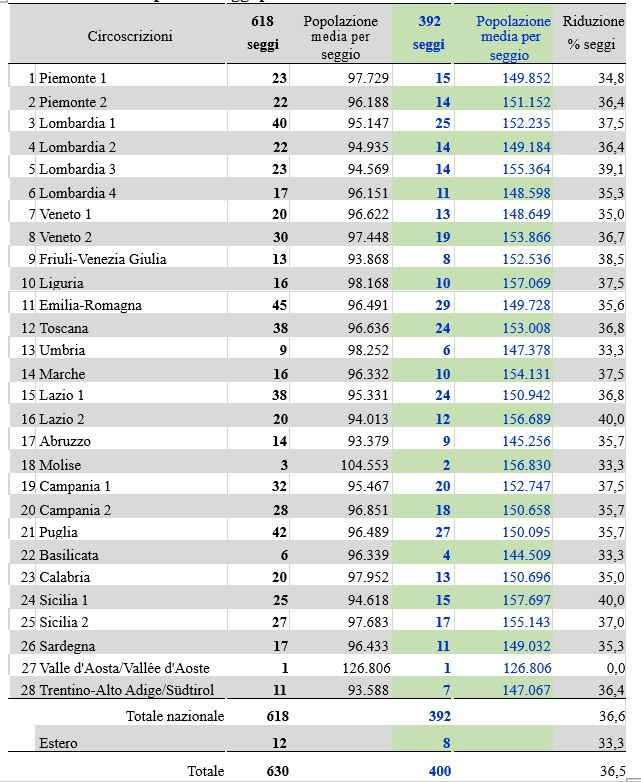 Circoscrizioni 618 seggi Popolazione media per seggio 392 seggi Popolazione media per seggio Riduzione % seggi
1 Piemonte 1 23 97.729 15 149.852 34,8
2 Piemonte 2 22 96.188 14 151.152 36,4
3 Lombardia 1 40 95.147 25 152.235 37,5
4 Lombardia 2 22 94.935 14 149.184 36,4
5 Lombardia 3 23 94.569 14 155.364 39,1
6 Lombardia 4 17 96.151 11 148.598 35,3
7 Veneto 1 20 96.622 13 148.649 35,0
8 Veneto 2 30 97.448 19 153.866 36,7
9 Friuli-Venezia Giulia 13 93.868 8 152.536 38,5
10 Liguria 16 98.168 10 157.069 37,5
11 Emilia-Romagna 45 96.491 29 149.728 35,6
12 Toscana 38 96.636 24 153.008 36,8
13 Umbria 9 98.252 6 147.378 33,3
14 Marche 16 96.332 10 154.131 37,5
15 Lazio 1 38 95.331 24 150.942 36,8
16 Lazio 2 20 94.013 12 156.689 40,0
17 Abruzzo 14 93.379 9 145.256 35,7
18 Molise 3 104.553 2 156.830 33,3
19 Campania 1 32 95.467 20 152.747 37,5
20 Campania 2 28 96.851 18 150.658 35,7
21 Puglia 42 96.489 27 150.095 35,7
22 Basilicata 6 96.339 4 144.509 33,3
23 Calabria 20 97.952 13 150.696 35,0
24 Sicilia 1 25 94.618 15 157.697 40,0
25 Sicilia 2 27 97.683 17 155.143 37,0
26 Sardegna 17 96.433 11 149.032 35,3
27 Valle d'Aosta/Vallée d'Aoste 1 126.806 1 126.806 0,0
28 Trentino-Alto Adige/Südtirol 11 93.588 7 147.067 36,4
Totale nazionale 618 392 36,6
Estero 12 8 33,3
Totale 630 400 36,5